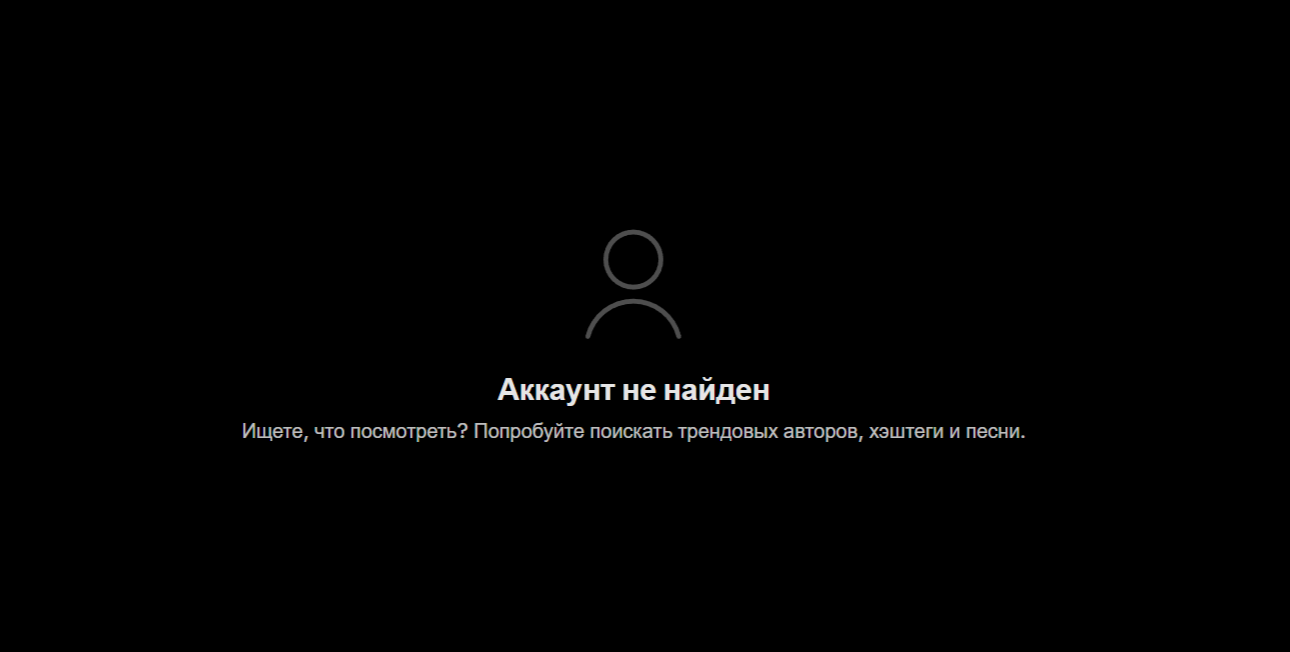 Аккаунт не найден
Ищете, что посмотреть? Попробуйте поискать трендовых авторов, хэштеги и песни.